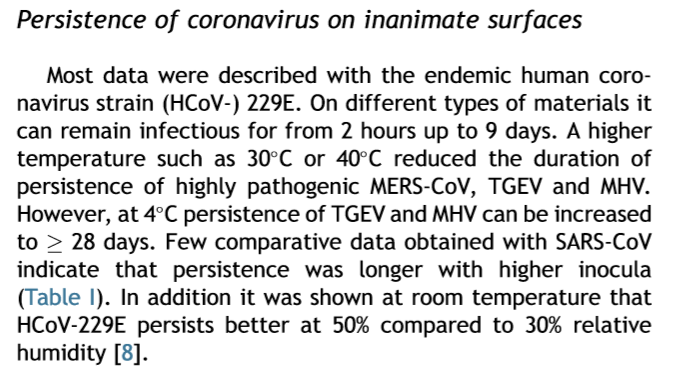 Persistence of coronavirus on inanimate surfaces
Most data were described with the endemic human coro-
navirus strain (HCoV-) 229E. On different types of materials it
can remain infectious for from 2 hours up to 9 days. A higher
temperature such as 30°C or 40°C reduced the duration of
persistence of highly pathogenic MERS-CoV, TGEV and MHV.
However, at 4°C persistence of TGEV and MHV can be increased
to ≥ 28 days. Few comparative data obtained with SARS-CoV
indicate that persistence was longer with higher inocula
(Table I). In addition it was shown at room temperature that
HCoV-229E persists better at 50% compared to 30% relative
humidity [8].